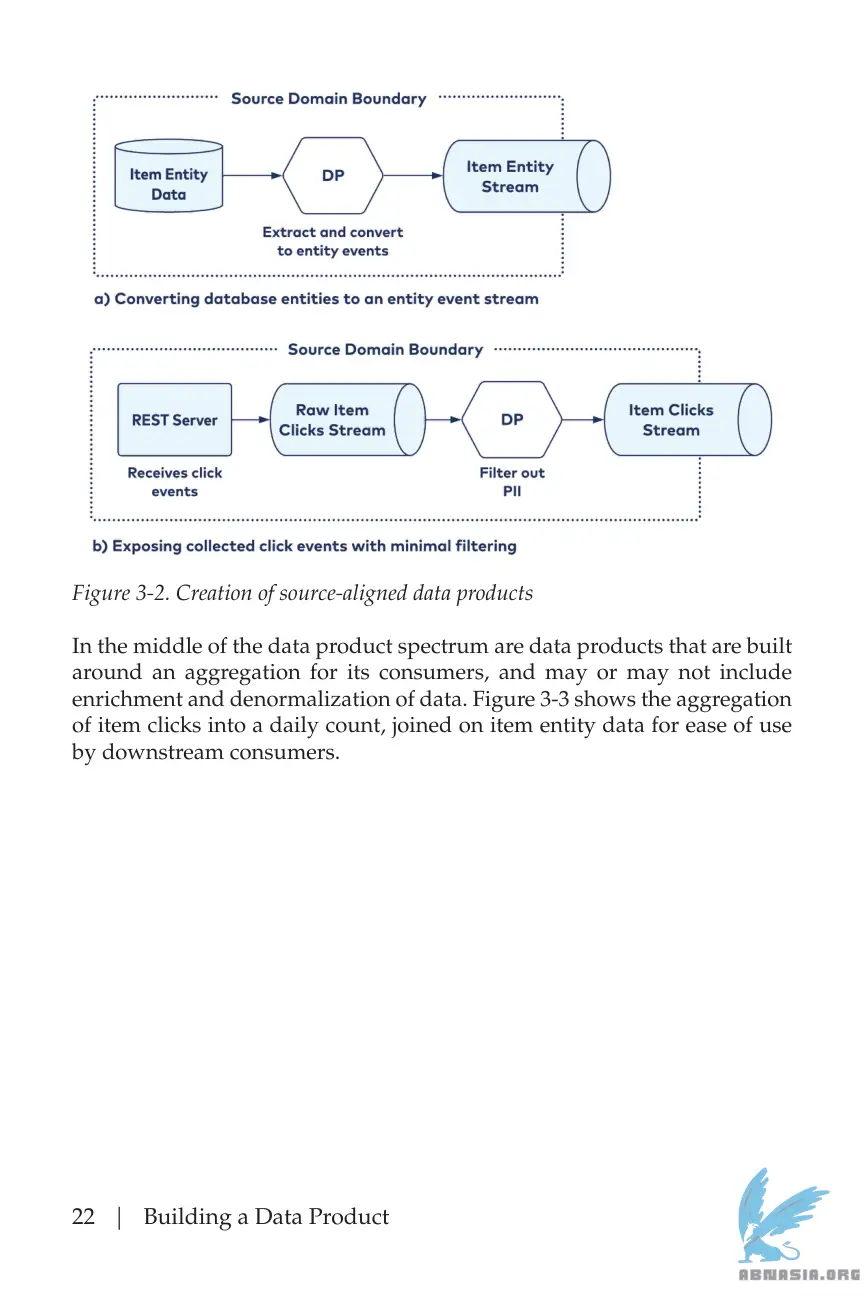 Source Domain Boundary
Item Entity
Data
DP
Item Entity
Stream
Extract and convert
to entity events
a) Converting database entities to an entity event stream
Source Domain Boundary
REST Server
Raw Item
Clicks Stream
DP
Item Clicks
Stream
Receives click
events
Filter out
PII
b) Exposing collected click events with minimal filtering
Figure 3-2. Creation of source-aligned data products
In the middle of the data product spectrum are data products that are built
around an aggregation for its consumers, and may or may not include
enrichment and denormalization of data. Figure 3-3 shows the aggregation
of item clicks into a daily count, joined on item entity data for ease of use
by downstream consumers.
22 | Building a Data Product
ABNASIA.ORG